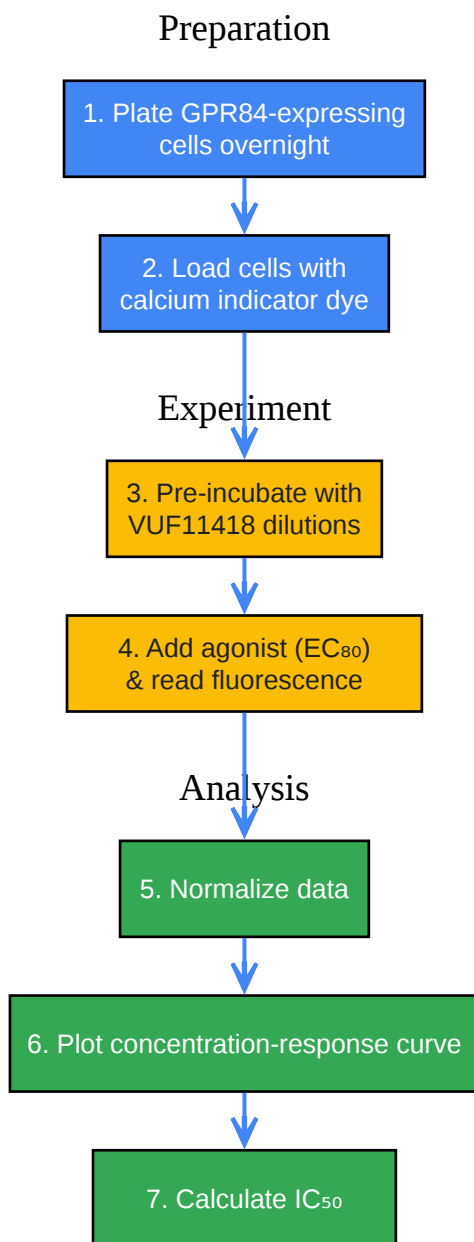 Preparation
1. Plate GPR84-expressing
cells overnight
2. Load cells with
calcium indicator dye
Experiment
3. Pre-incubate with
VUF11418 dilutions
4. Add agonist (EC₈₀)
& read fluorescence
Analysis
5. Normalize data
6. Plot concentration-response curve
7. Calculate IC₅₀